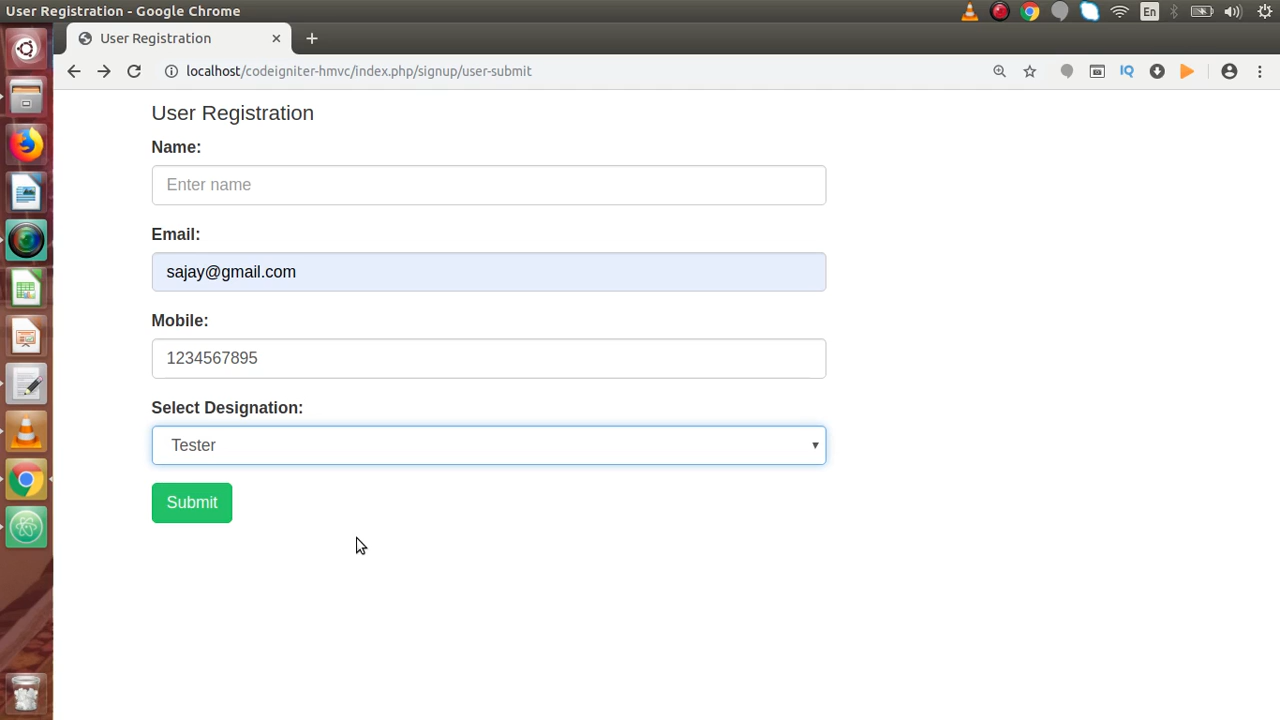 User Registration - Google Chrome
En
User Registration
localhost/codeigniter-hmvc/index.php/signup/user-submit
IQ
User Registration
Name:
Enter name
Email:
sajay@gmail.com
Mobile:
1234567895
Select Designation:
Tester
Submit